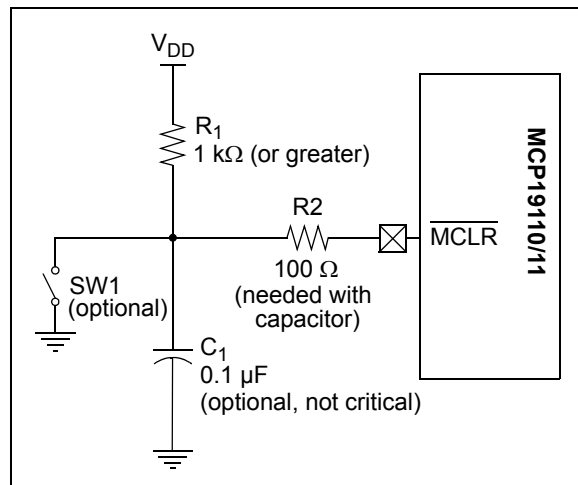 V_DD
R_1
1 kΩ (or greater)
R2
100 Ω
(needed with
capacitor)
MCLR
MCP19110/11
SW1
(optional)
C_1
0.1 µF
(optional, not critical)